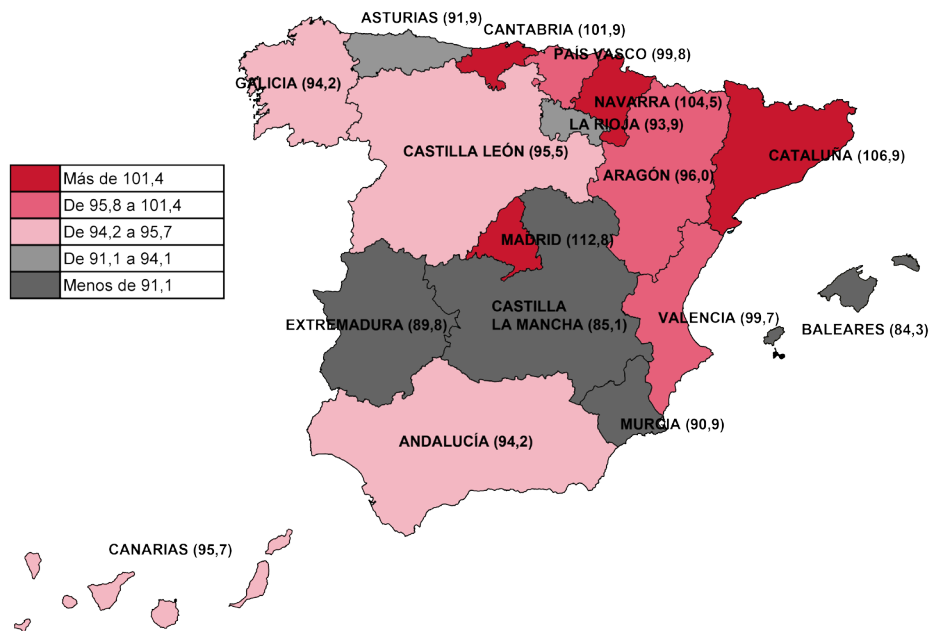 ASTURIAS (91,9)
CANTABRIA (101,9)
PAÍS VASCO (99,8)
GALICIA (94,2)
NAVARRA (104,5)
LA RIOJA (93,9)
CASTILLA LEÓN (95,5)
CATALUÑA (106,9)
ARAGÓN (96,0)
Más de 101,4
De 95,8 a 101,4
De 94,2 a 95,7
De 91,1 a 94,1
Menos de 91,1
MADRID (112,8)
CASTILLA
LA MANCHA (85,1)
EXTREMADURA (89,8)
VALENCIA (99,7)
BALEARES (84,3)
MURCIA (90,9)
ANDALUCÍA (94,2)
CANARIAS (95,7)